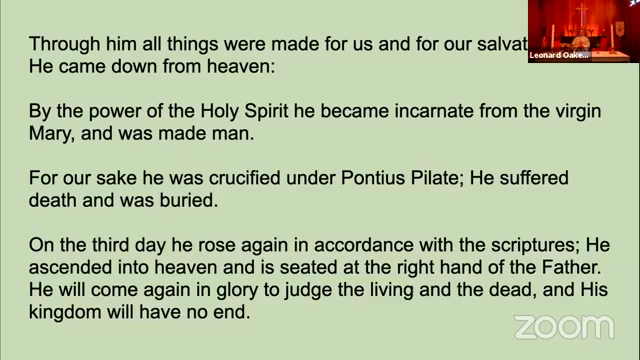 Through him all things were made for us and for our salvat
He came down from heaven:
By the power of the Holy Spirit he became incarnate from the virgin
Mary, and was made man.
For our sake he was crucified under Pontius Pilate; He suffered
death and was buried.
On the third day he rose again in accordance with the scriptures; He
ascended into heaven and is seated at the right hand of the Father.
He will come again in glory to judge the living and the dead, and His
kingdom will have no end.
Leonard Oake...
zoom